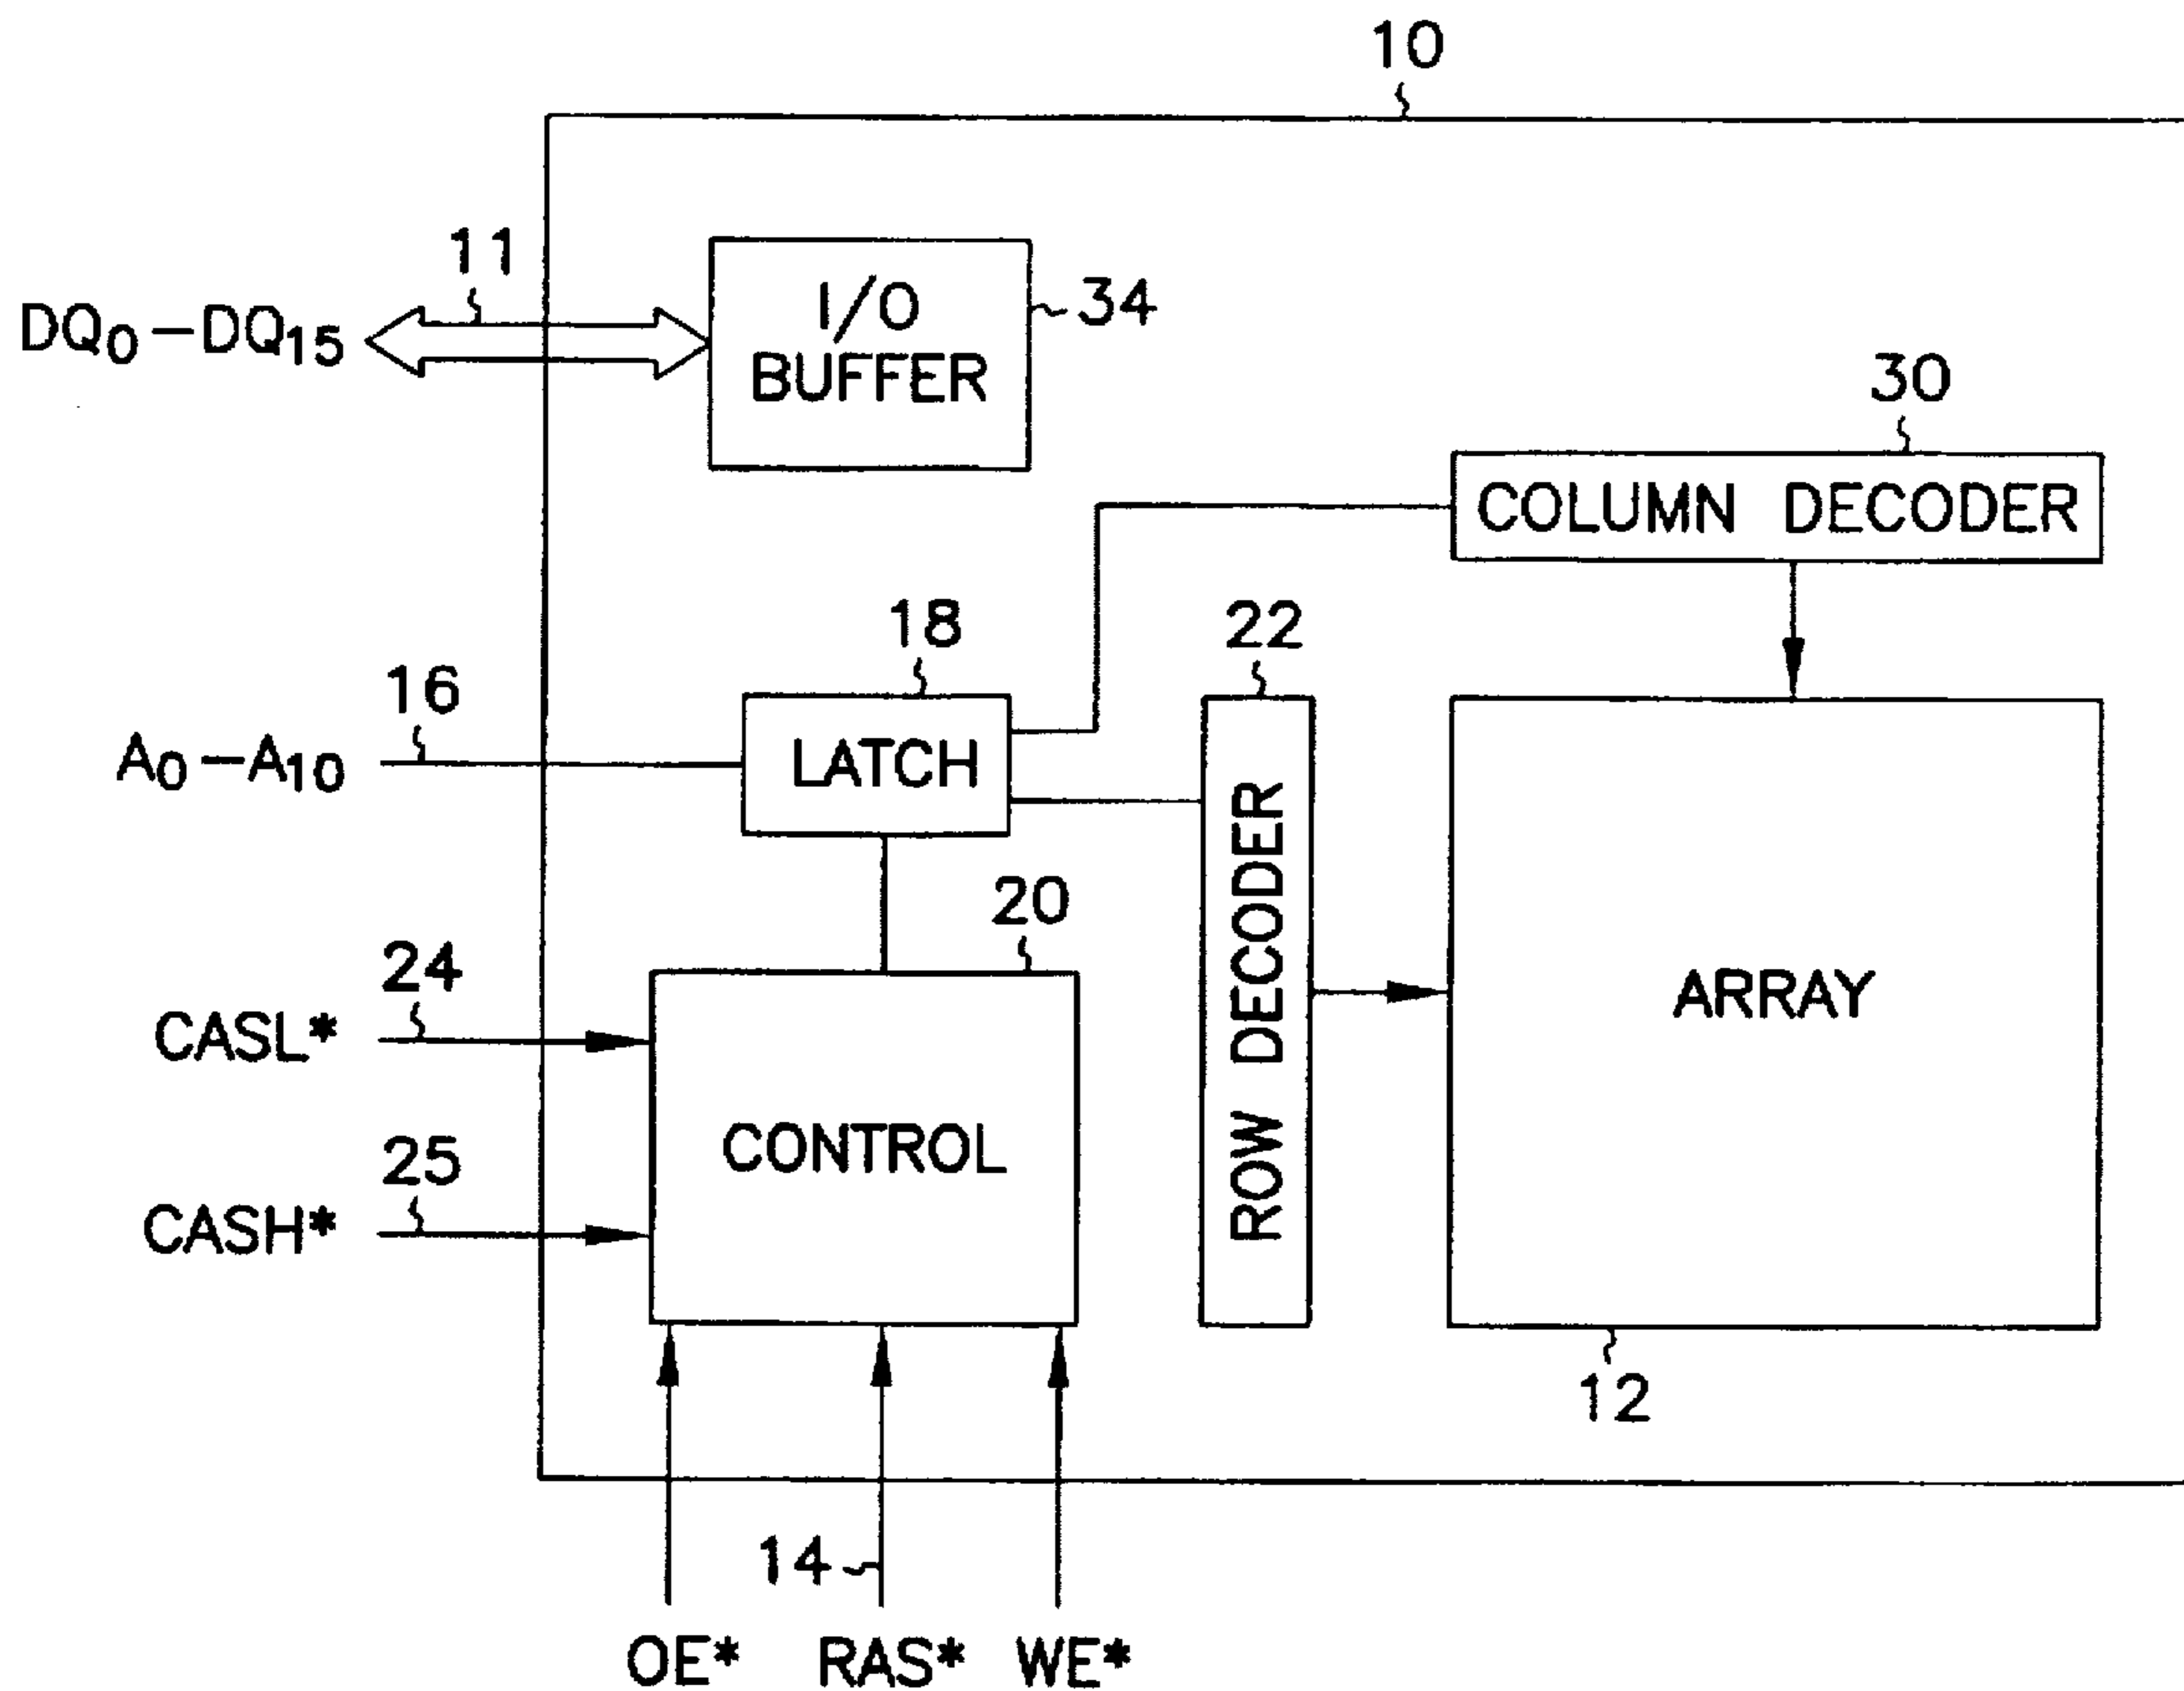 10
11
DQ0–DQ15
I/O
BUFFER
34
30
COLUMN DECODER
18
22
16
A0–A10
LATCH
ROW DECODER
20
24
CASL*
ARRAY
CONTROL
25
CASH*
12
14
OE* RAS* WE*